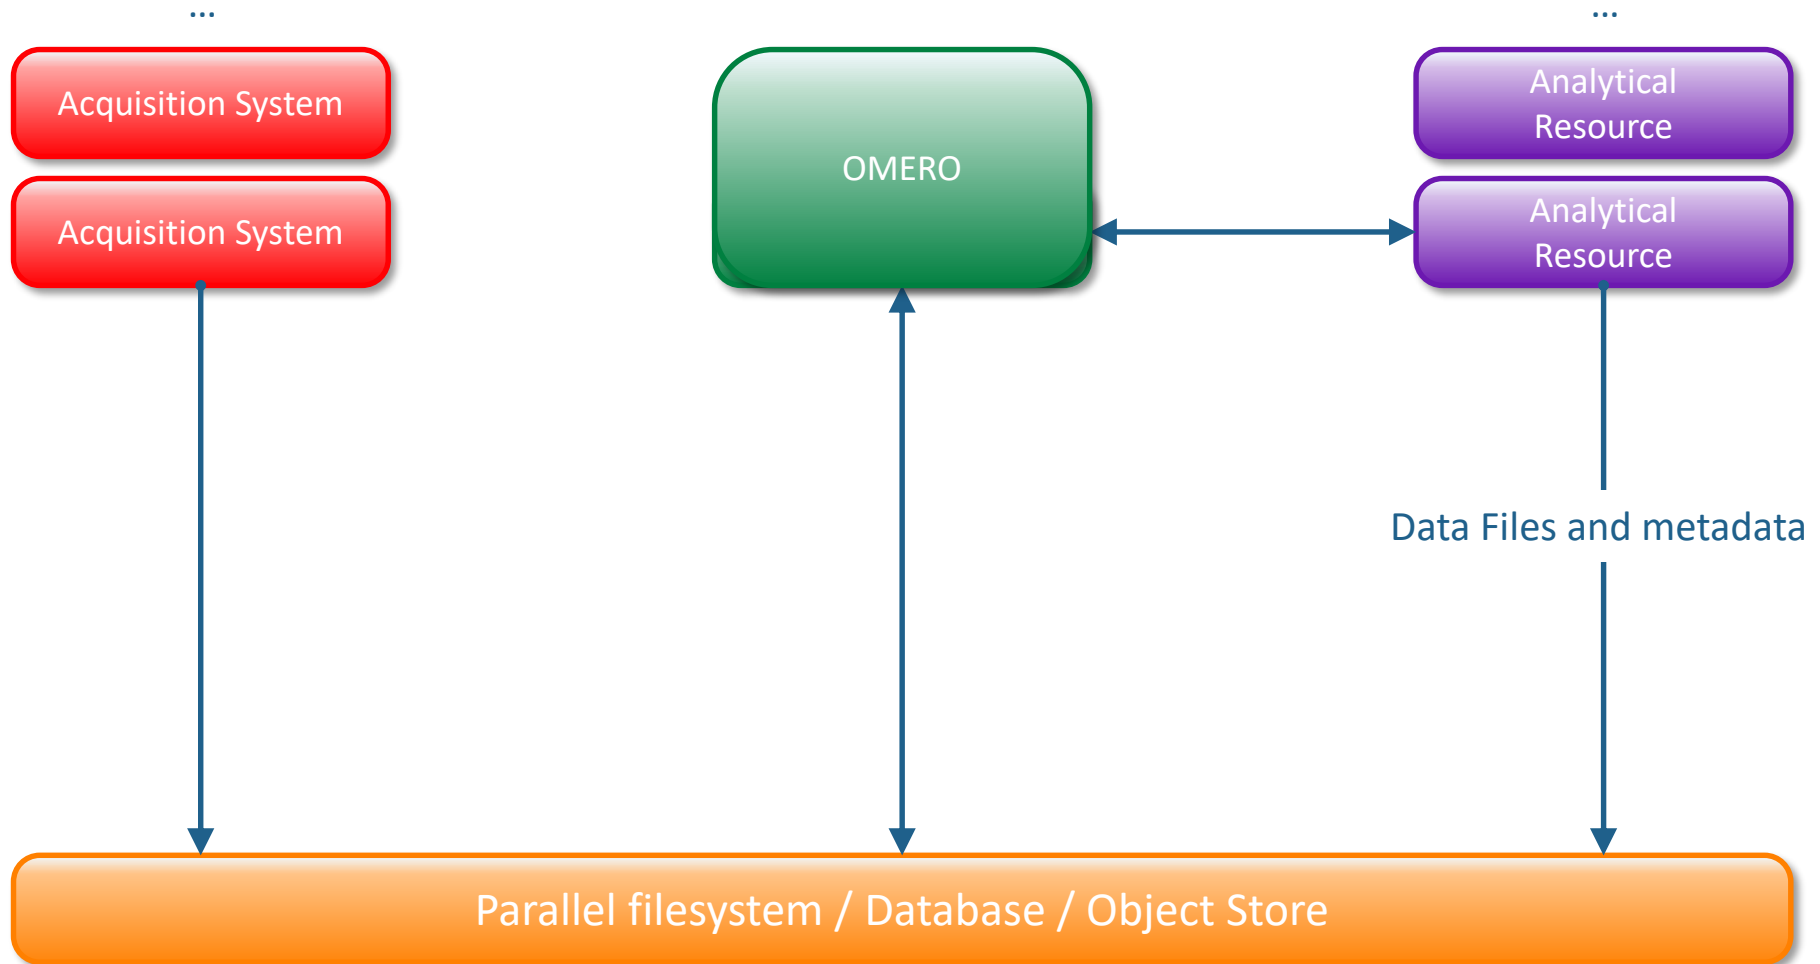 ...
...
Acquisition System
Acquisition System
OMERO
Analytical
Resource
Analytical
Resource
Data Files and metadata
Parallel filesystem / Database / Object Store